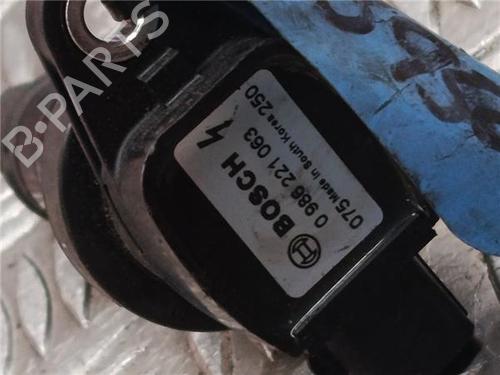 BOSCH
0 986 221 063
075 Made in South Korea 250
B-PARTS